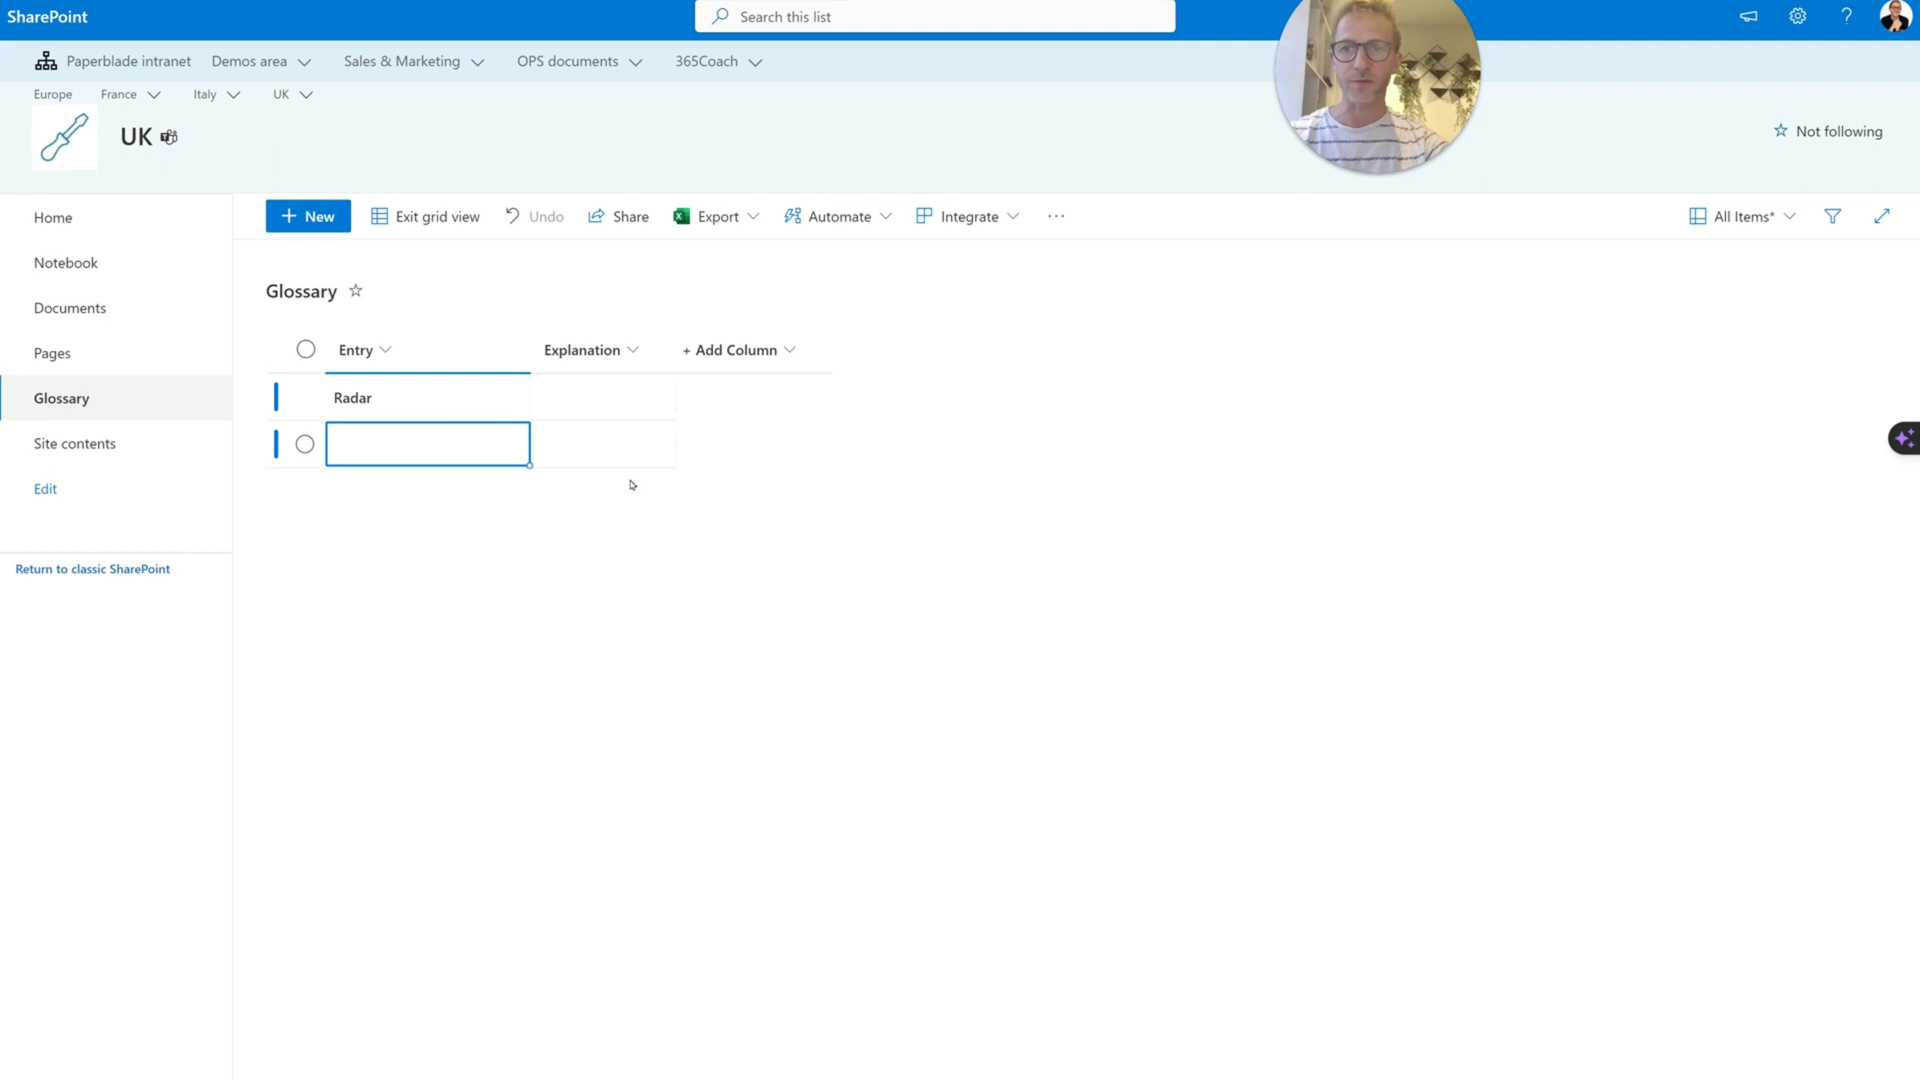 SharePoint
Search this list
Paperblade intranet Demos area Sales & Marketing OPS documents 365Coach
Europe France Italy UK
UK
Not following
Home
Notebook
Documents
Pages
Glossary
Site contents
Edit
Return to classic SharePoint
+ New Exit grid view Undo Share Export Automate Integrate ...
All Items*
Glossary
Entry Explanation + Add Column
Radar